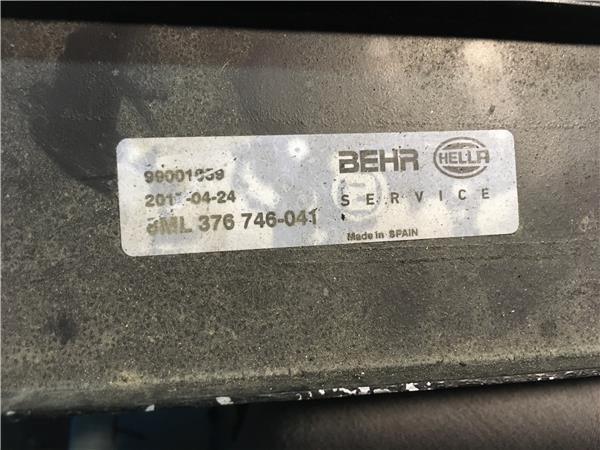 BEHR HELLA
SERVICE
8ML 376 746-041
Made in SPAIN